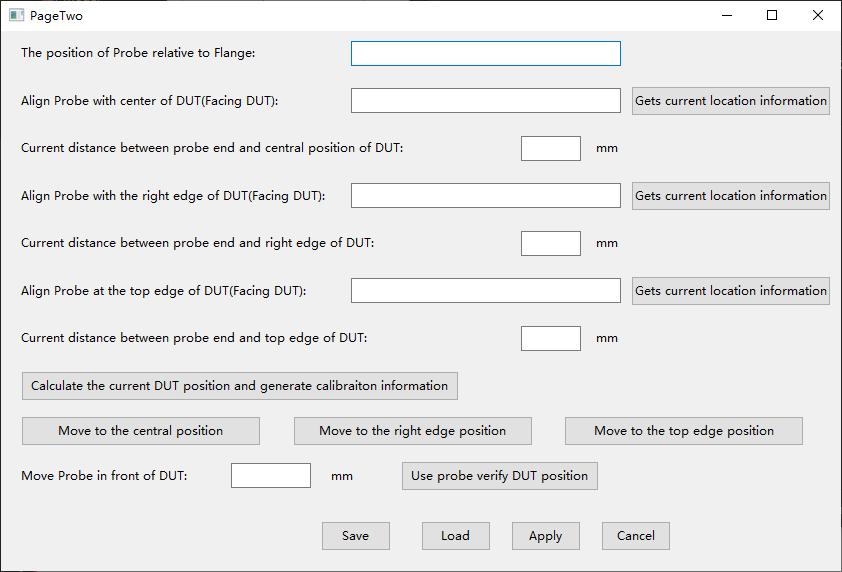 PageTwo
The position of Probe relative to Flange:
Align Probe with center of DUT(Facing DUT): Gets current location information
Current distance between probe end and central position of DUT: mm
Align Probe with the right edge of DUT(Facing DUT): Gets current location information
Current distance between probe end and right edge of DUT: mm
Align Probe at the top edge of DUT(Facing DUT): Gets current location information
Current distance between probe end and top edge of DUT: mm
Calculate the current DUT position and generate calibraiton information
Move to the central position Move to the right edge position Move to the top edge position
Move Probe in front of DUT: mm Use probe verify DUT position
Save Load Apply Cancel